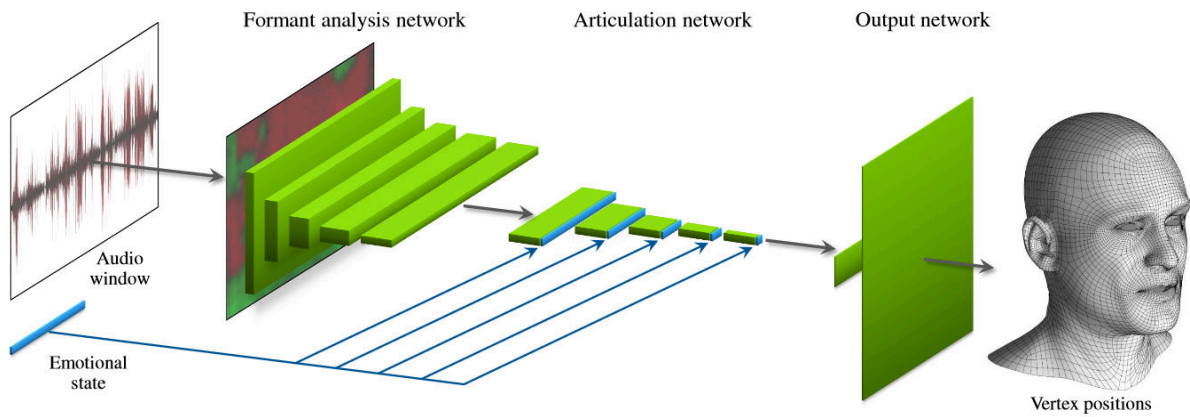 Formant analysis network
Articulation network
Output network
Audio
window
Emotional
state
Vertex positions